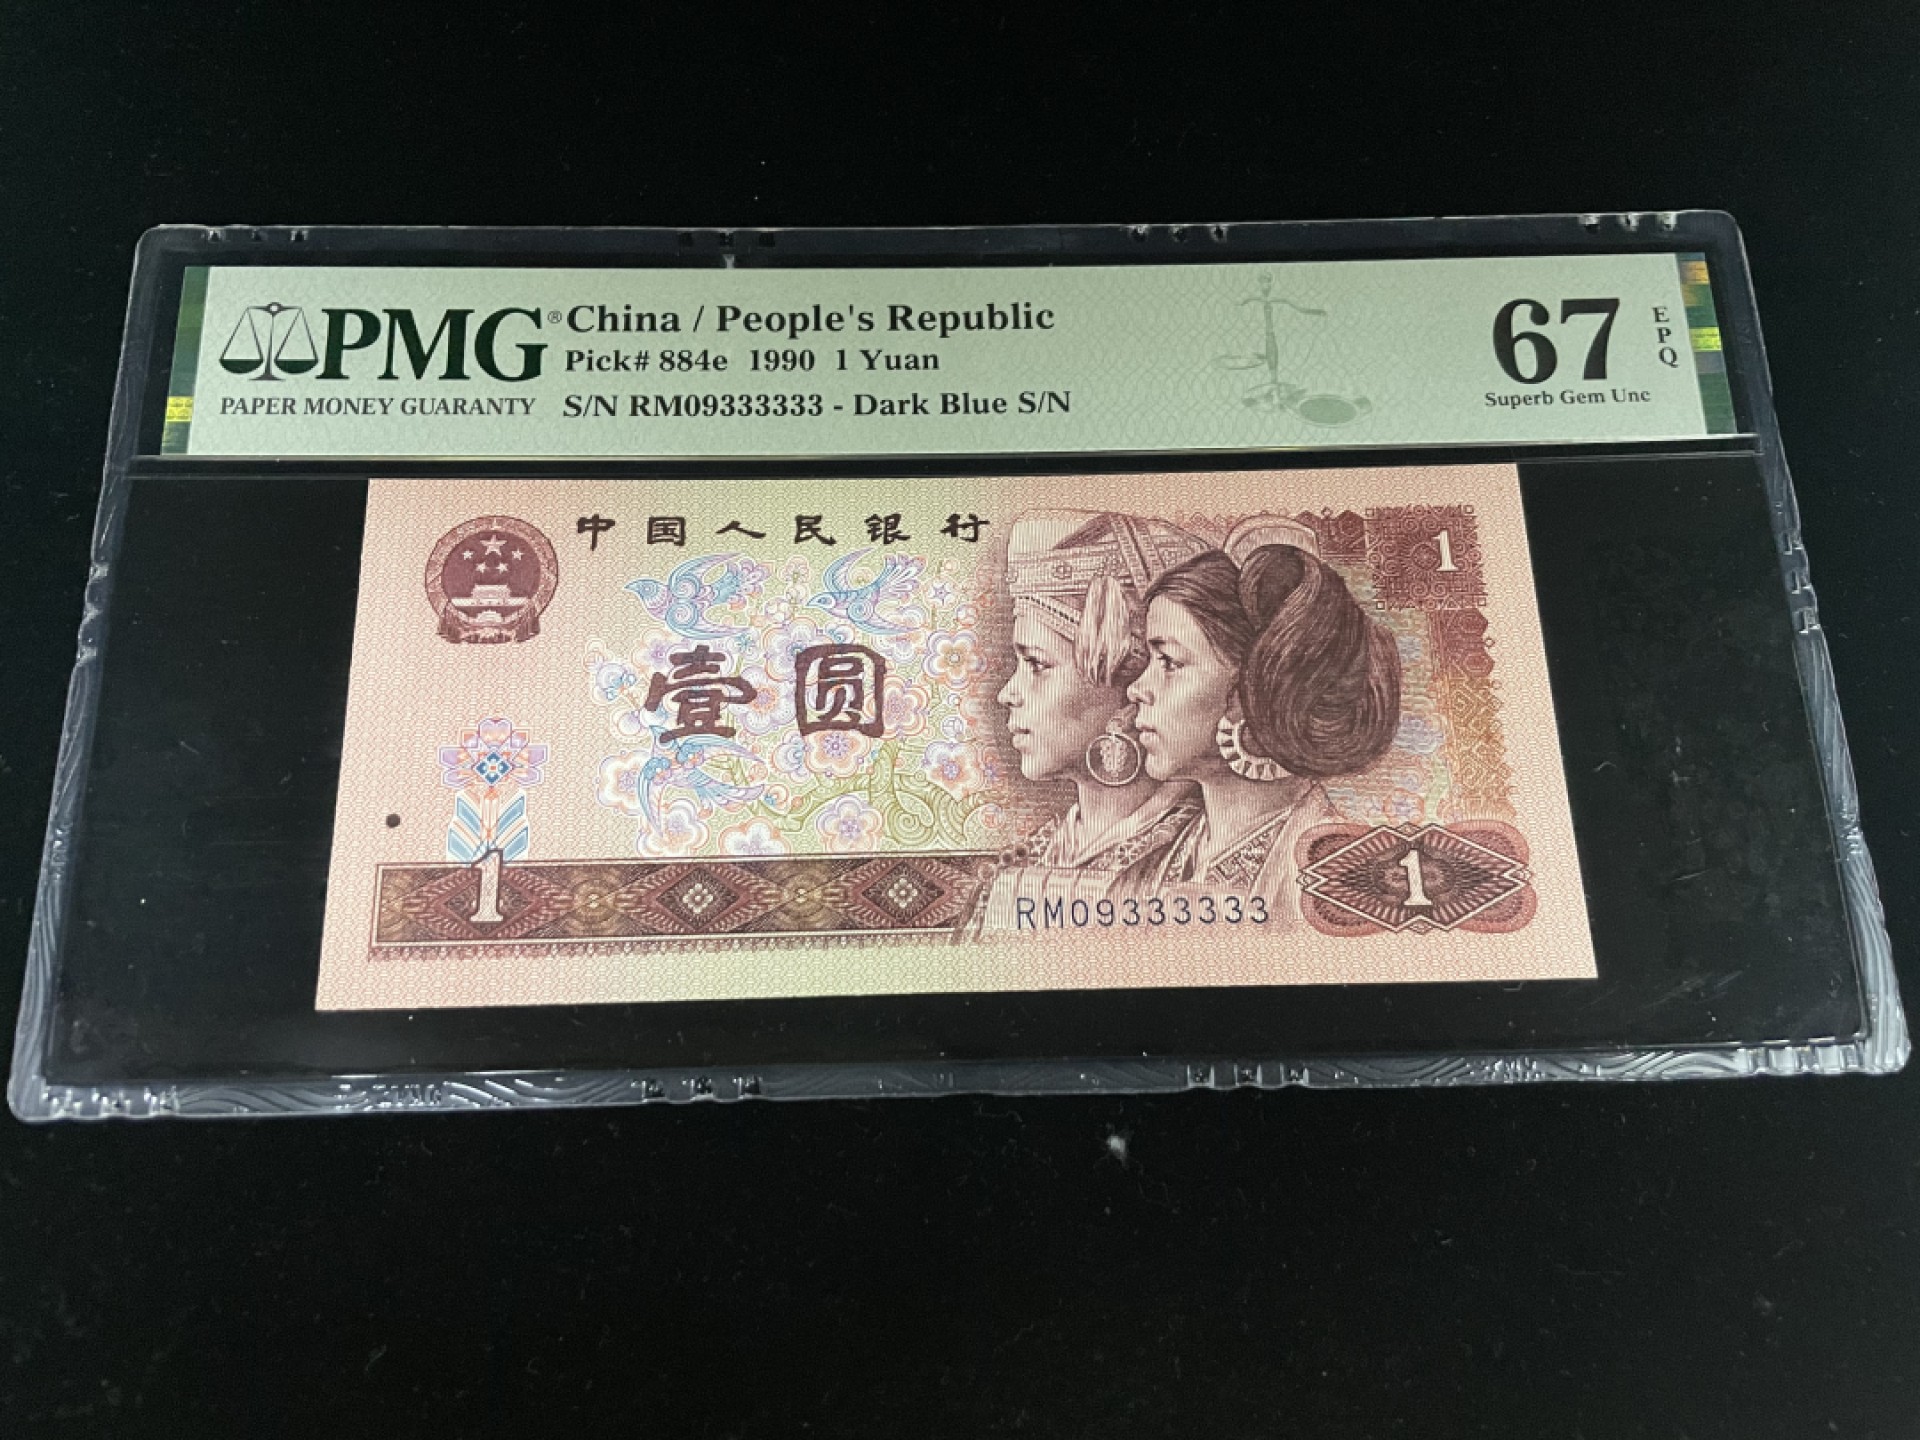 PMG® China / People's Republic
Pick# 884e 1990 1 Yuan
PAPER MONEY GUARANTY S/N RM09333333 - Dark Blue S/N
67 EPQ
Superb Gem Unc
中国人民银行
1
壹圆
1
1
RM09333333
PMG